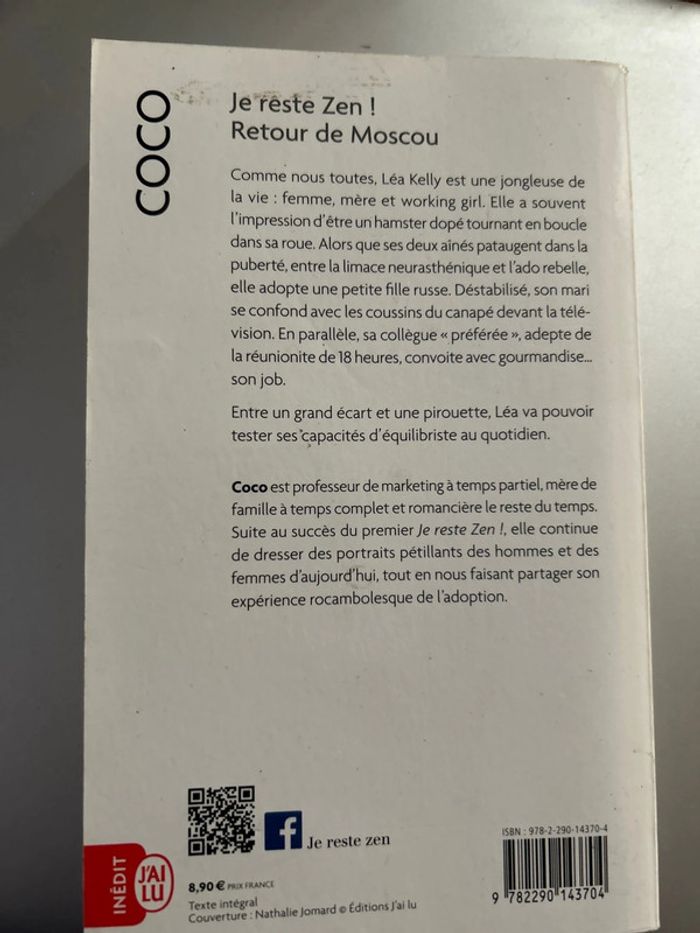 COCO
Je reste Zen !
Retour de Moscou
Comme nous toutes, Léa Kelly est une jongleuse de
la vie : femme, mère et working girl. Elle a souvent
l'impression d'être un hamster dopé tournant en boucle
dans sa roue. Alors que ses deux aînés pataugent dans la
puberté, entre la limace neurasthénique et l'ado rebelle,
elle adopte une petite fille russe. Déstabilisé, son mari
se confond avec les coussins du canapé devant la télé-
vision. En parallèle, sa collègue « préférée », adepte de
la réunionite de 18 heures, convoite avec gourmandise...
son job.
Entre un grand écart et une pirouette, Léa va pouvoir
tester ses capacités d'équilibriste au quotidien.
Coco est professeur de marketing à temps partiel, mère de
famille à temps complet et romancière le reste du temps.
Suite au succès du premier Je reste Zen !, elle continue
de dresser des portraits pétillants des hommes et des
femmes d'aujourd'hui, tout en nous faisant partager son
expérience rocambolesque de l'adoption.
f Je reste zen
INÉDIT
J'AI
LU
8,90 € PRIX FRANCE
Texte intégral
Couverture : Nathalie Jomard © Éditions J'ai lu
ISBN : 978-2-290-14370-4
9 782290 143704